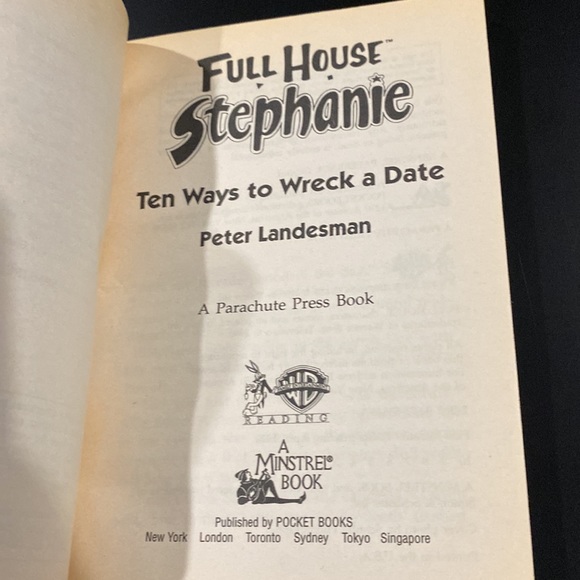 FULL HOUSE™
Stephanie
Ten Ways to Wreck a Date
Peter Landesman
A Parachute Press Book
WB
READING
A
MINSTREL®
BOOK
Published by POCKET BOOKS
New York London Toronto Sydney Tokyo Singapore